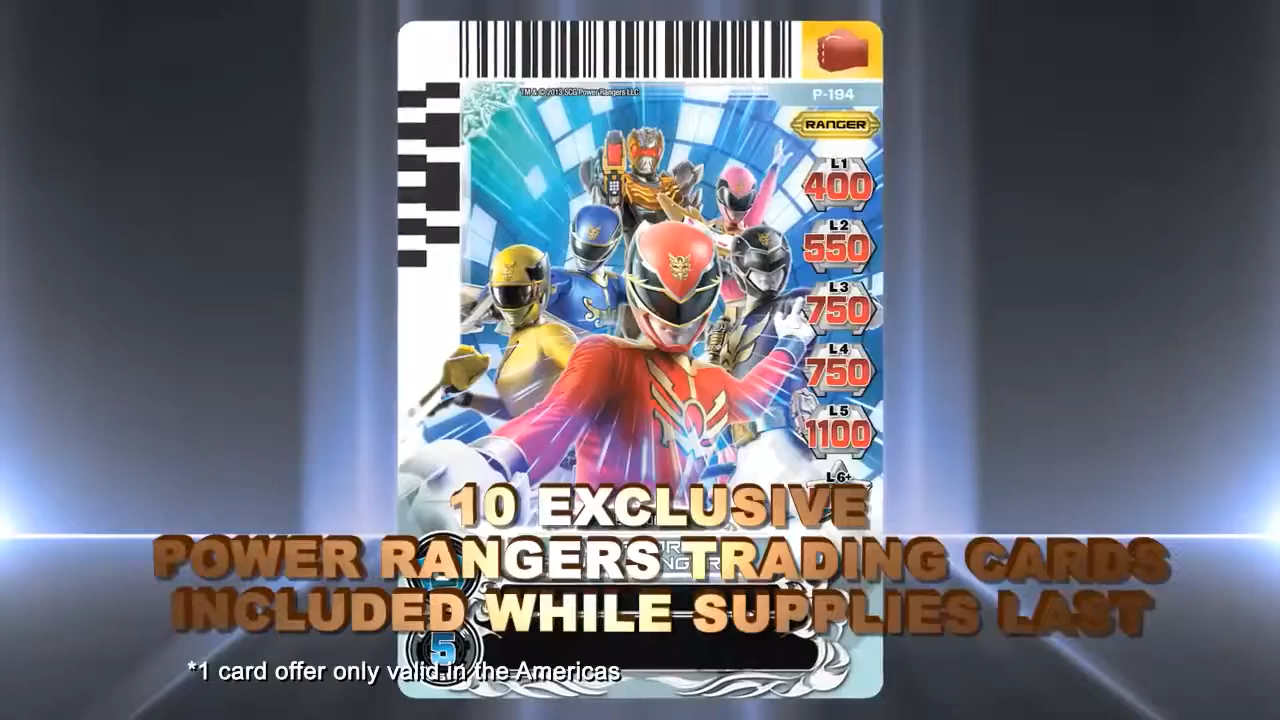 TM & © 2013 SCG Power Rangers LLC
P-194
RANGER
L1
400
L2
550
L3
750
L4
750
L5
1100
L6+
10 EXCLUSIVE
POWER RANGERS TRADING CARDS
INCLUDED WHILE SUPPLIES LAST
5
*1 card offer only valid in the Americas